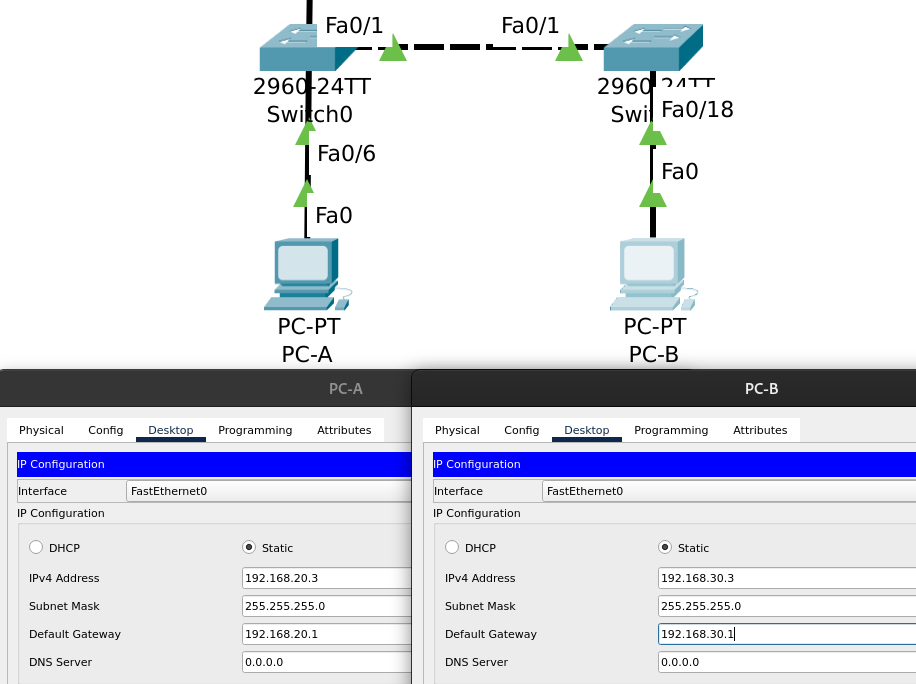 Fa0/1
Fa0/1
2960-24TT
Switch0
2960-24TT
Fa0/18
Fa0/6
Fa0
Fa0
PC-PT
PC-A
PC-PT
PC-B
PC-A
Physical Config Desktop Programming Attributes
IP Configuration
Interface FastEthernet0
IP Configuration
DHCP Static
IPv4 Address 192.168.20.3
Subnet Mask 255.255.255.0
Default Gateway 192.168.20.1
DNS Server 0.0.0.0
PC-B
Physical Config Desktop Programming Attributes
IP Configuration
Interface FastEthernet0
IP Configuration
DHCP Static
IPv4 Address 192.168.30.3
Subnet Mask 255.255.255.0
Default Gateway 192.168.30.1
DNS Server 0.0.0.0